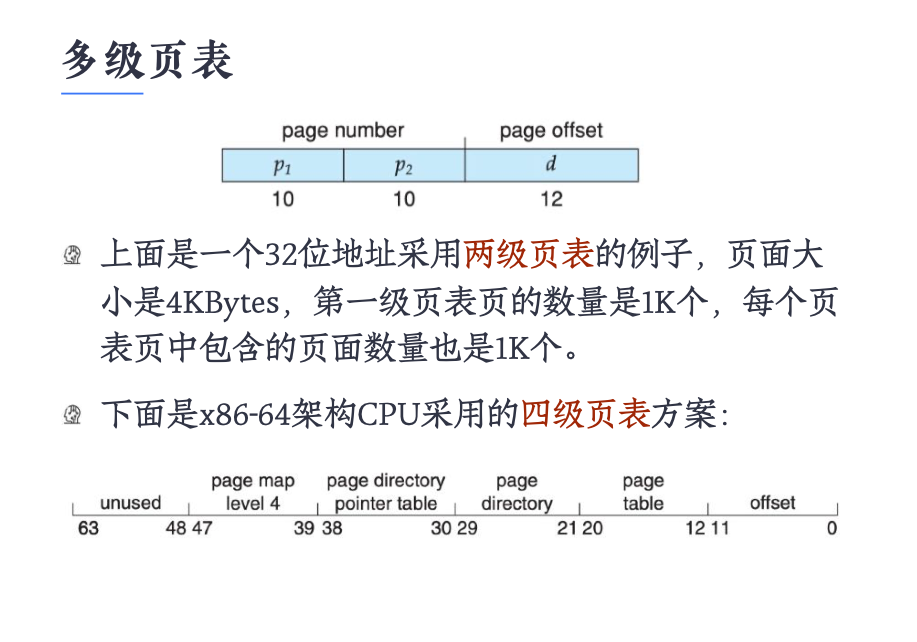 多级页表
page number page offset
p1 p2 d
10 10 12
上面是一个32位地址采用两级页表的例子，页面大
小是4KBytes，第一级页表页的数量是1K个，每个页
表页中包含的页面数量也是1K个。
下面是x86-64架构CPU采用的四级页表方案：
page map page directory page page
unused level 4 pointer table directory table offset
63 48 47 39 38 30 29 21 20 12 11 0